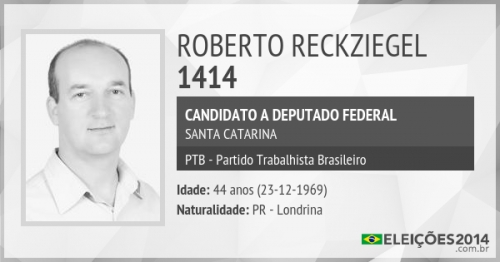 ROBERTO RECKZIEGEL
1414
CANDIDATO A DEPUTADO FEDERAL
SANTA CATARINA
PTB - Partido Trabalhista Brasileiro
Idade: 44 anos (23-12-1969)
Naturalidade: PR - Londrina
ELEIÇÕES2014
.com.br